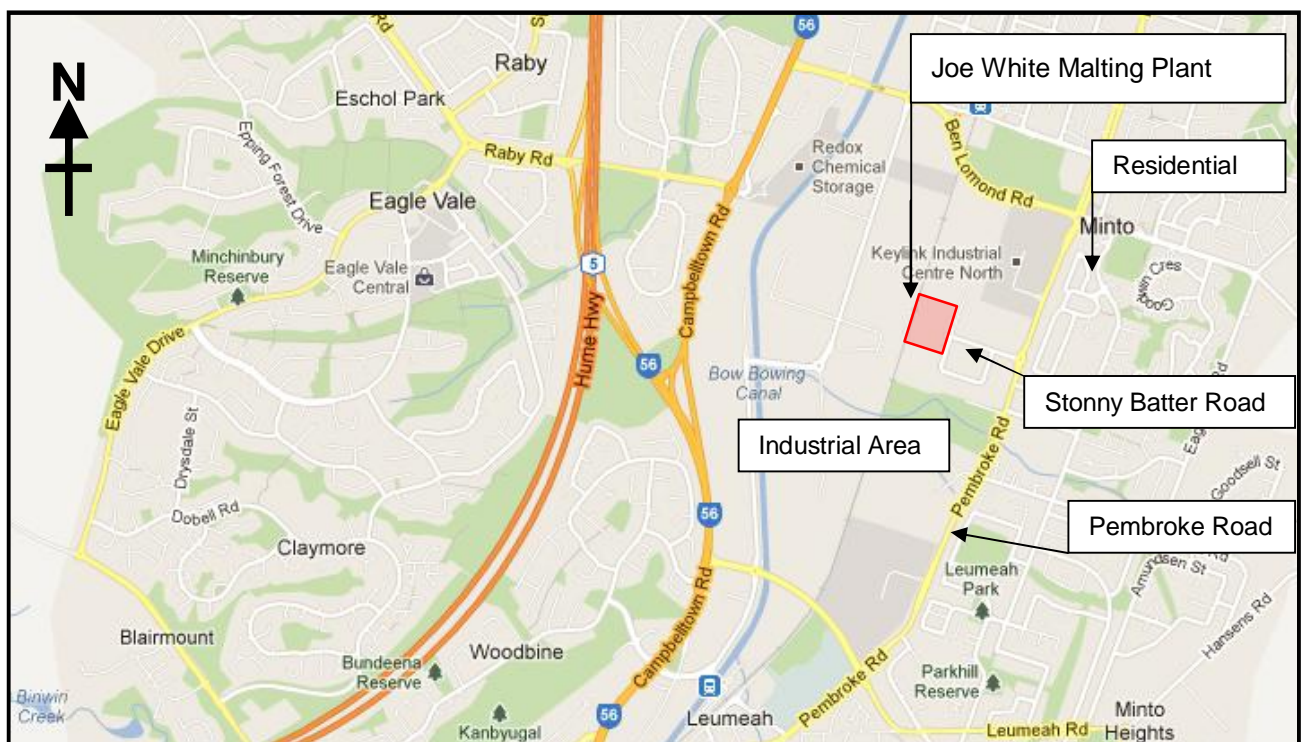 N
Raby
Eschol Park
Epping Forest Drive
Raby Rd
Eagle Vale
Minchinbury
Reserve
Eagle Vale
Central
Eagle Vale Drive
Drysdale St
Dobell Rd
Claymore
Blairmount
Binwin
Creek
Bundeena
Reserve
Woodbine
Kanbyugal
5
Hume Hwy
56
Campbelltown Rd
56
Campbelltown Rd
56
56
Joe White Malting Plant
Redox
Chemical
Storage
Ben Lomond Rd
Residential
Minto
Keylink Industrial
Centre North
Goodwin Cres
Bow Bowing
Canal
Stonny Batter Road
Industrial Area
Pembroke Rd
Goodsell St
Pembroke Road
Amundsen St
Leumeah
Park
Hansens Rd
Pembroke Rd
Parkhill
Reserve
Leumeah
Leumeah Rd
Minto
Heights